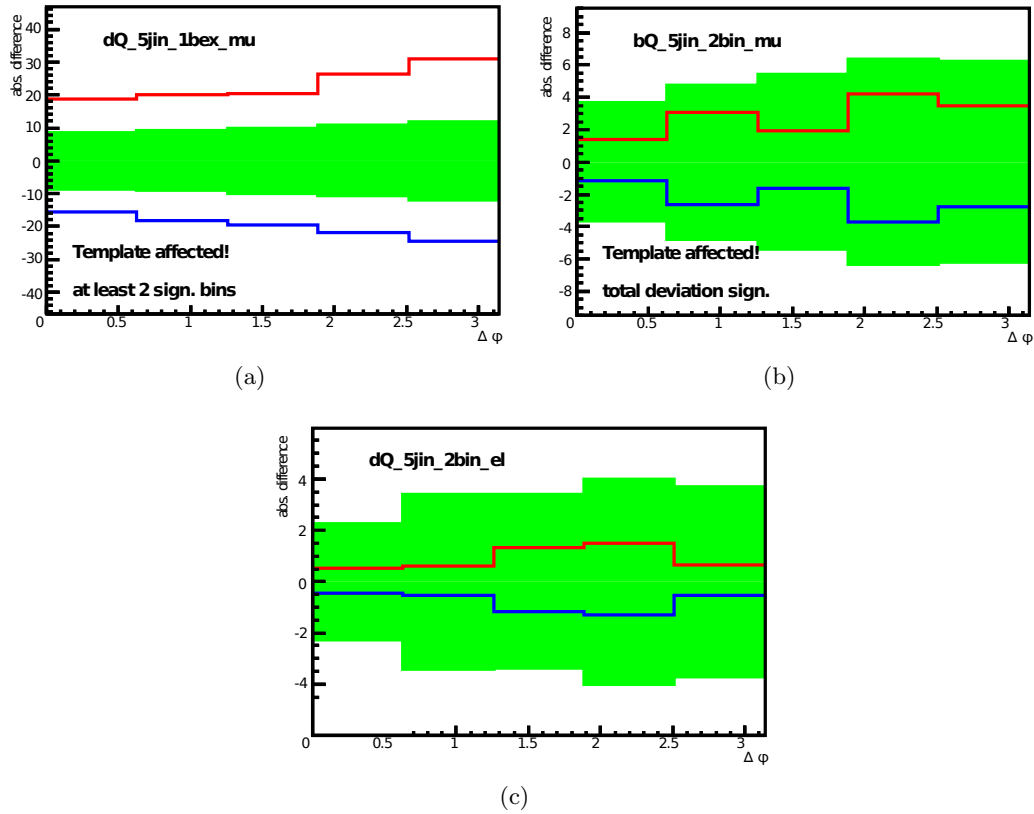 abs. difference
40
30
20
10
0
-10
-20
-30
-40
dQ_5jin_1bex_mu
Template affected!
at least 2 sign. bins
0 0.5 1 1.5 2 2.5 3
Δ φ
(a)
abs. difference
8
6
4
2
0
-2
-4
-6
-8
bQ_5jin_2bin_mu
Template affected!
total deviation sign.
0 0.5 1 1.5 2 2.5 3
Δ φ
(b)
abs. difference
4
2
0
-2
-4
dQ_5jin_2bin_el
0 0.5 1 1.5 2 2.5 3
Δ φ
(c)